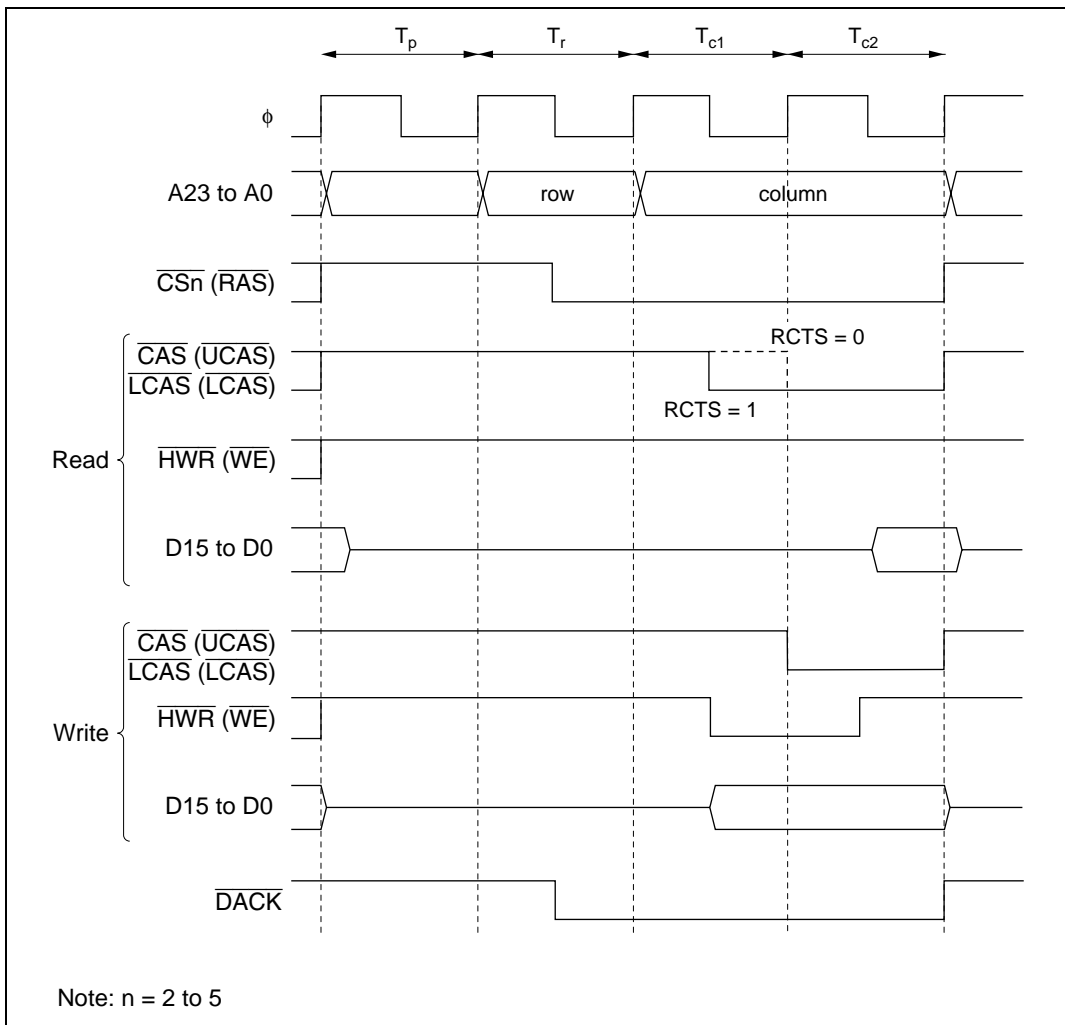 Tp Tr Tc1 Tc2
ϕ
A23 to A0 row column
CSn (RAS)
RCTS = 0
CAS (UCAS)
LCAS (LCAS)
RCTS = 1
Read
HWR (WE)
D15 to D0
CAS (UCAS)
LCAS (LCAS)
HWR (WE)
Write
D15 to D0
DACK
Note: n = 2 to 5